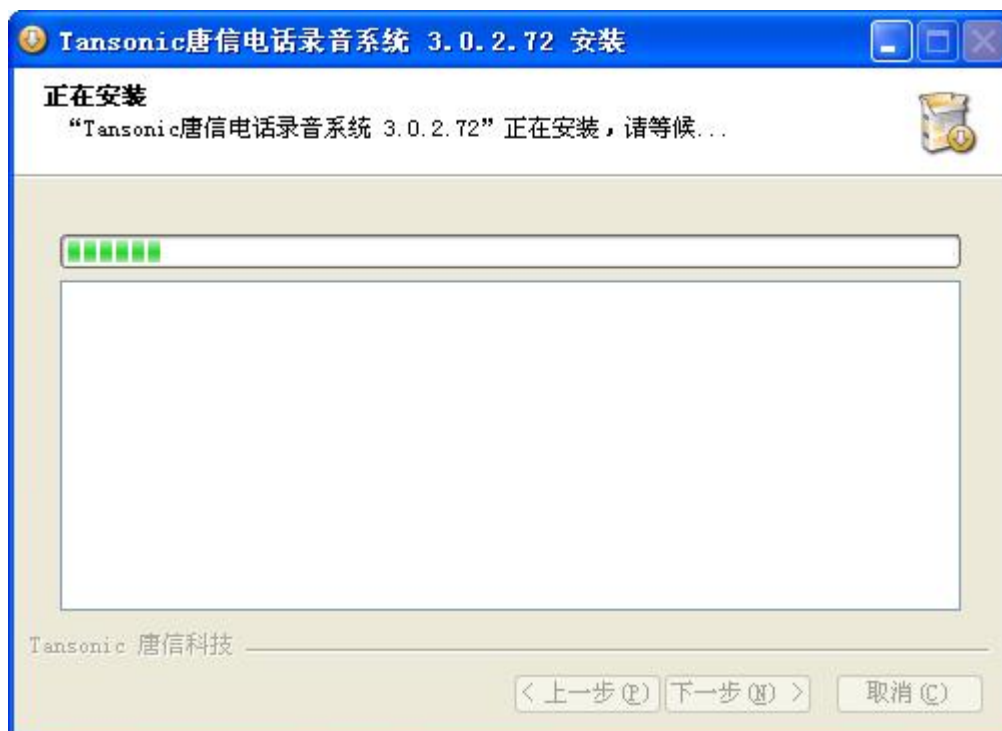 Tansonic唐信电话录音系统 3.0.2.72 安装
正在安装
“Tansonic唐信电话录音系统 3.0.2.72”正在安装，请等候...
Tansonic 唐信科技
< 上一步(P) 下一步(N) > 取消(C)